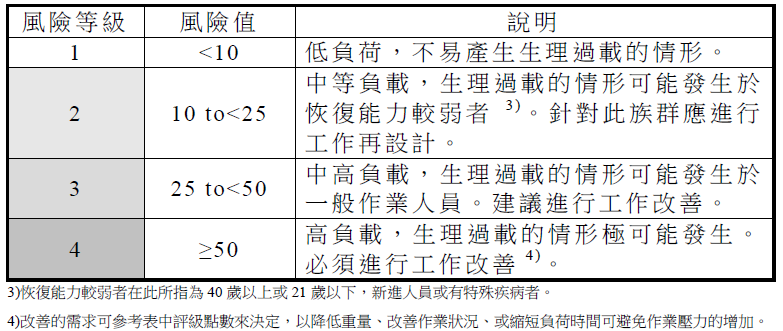 風險等級 風險值 說明
1 <10 低負荷，不易產生生理過載的情形。
中等負載，生理過載的情形可能發生於
2 10 to<25 恢復能力較弱者 3)。針對此族群應進行
工作再設計。
3 25 to<50 中高負載，生理過載的情形可能發生於
一般作業人員。建議進行工作改善。
4 ≥50 高負載，生理過載的情形極可能發生。
必須進行工作改善 4)。
3)恢復能力較弱者在此所指為 40 歲以上或 21 歲以下，新進人員或有特殊疾病者。
4)改善的需求可參考表中評級點數來決定，以降低重量、改善作業狀況、或縮短負荷時間可避免作業壓力的增加。